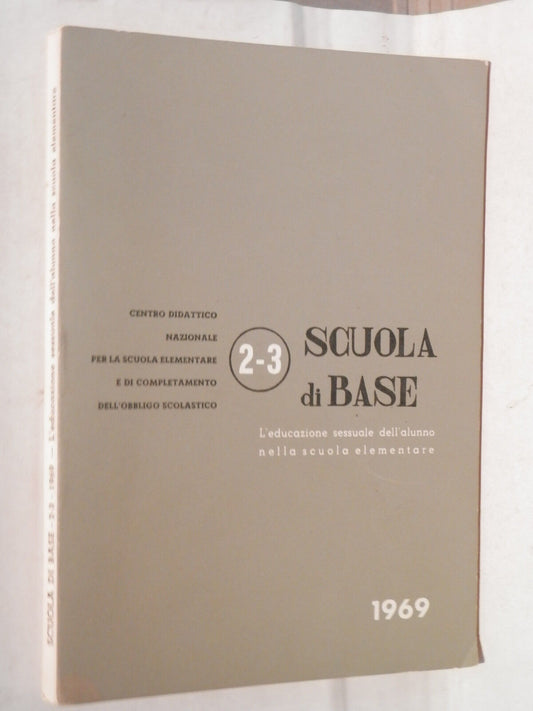 CENTRO DIDATTICO
NAZIONALE
PER LA SCUOLA ELEMENTARE
E DI COMPLETAMENTO
DELL'OBBLIGO SCOLASTICO
2-3
SCUOLA
di BASE
L'educazione sessuale dell'alunno
nella scuola elementare
1969
SCUOLA DI BASE - 2-3 - 1969 — L'educazione sessuale dell'alunno nella scuola elementare